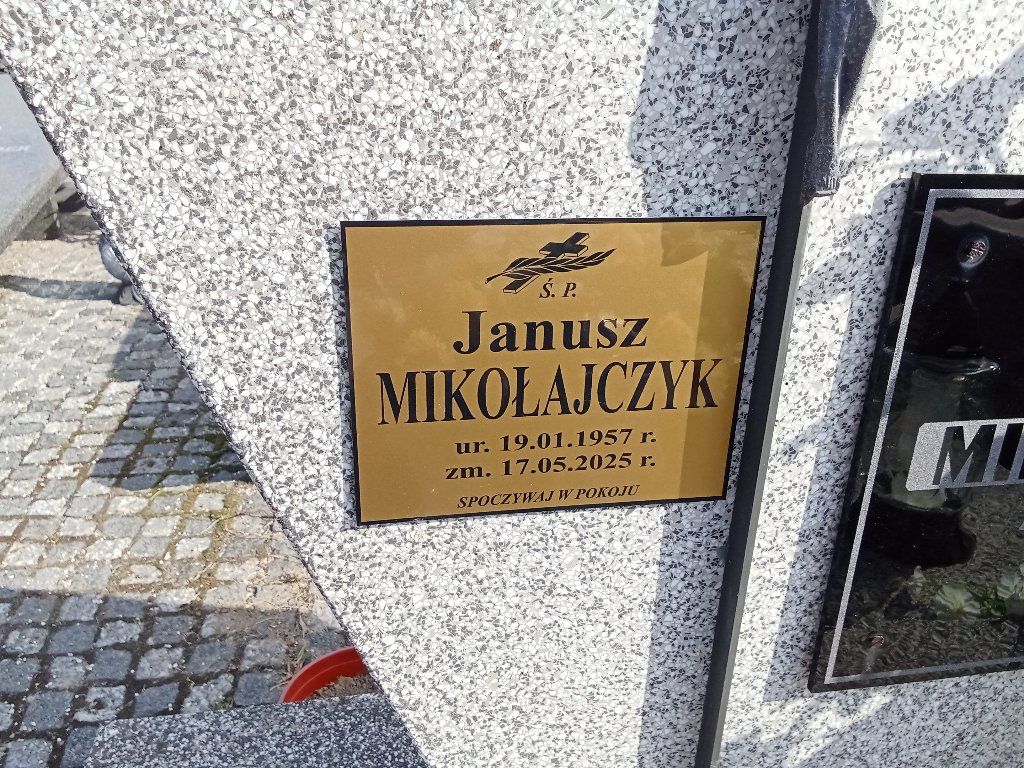 Ś. P.
Janusz
MIKOŁAJCZYK
ur. 19.01.1957 r.
zm. 17.05.2025 r.
SPOCZYWAJ W POKOJU